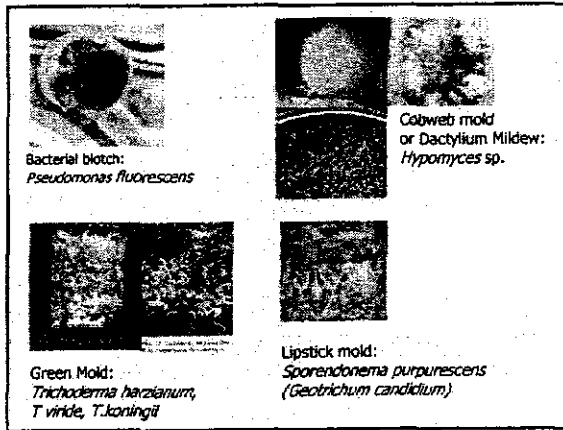 Bacterial blotch:
Pseudomonas fluorescens
Cobweb mold
or Dactylium Mildew:
Hypomyces sp.
Green Mold:
Trichoderma harzianum,
T viride, T.koningii
Lipstick mold:
Sporendonema purpurescens
(Geotrichum candidium)